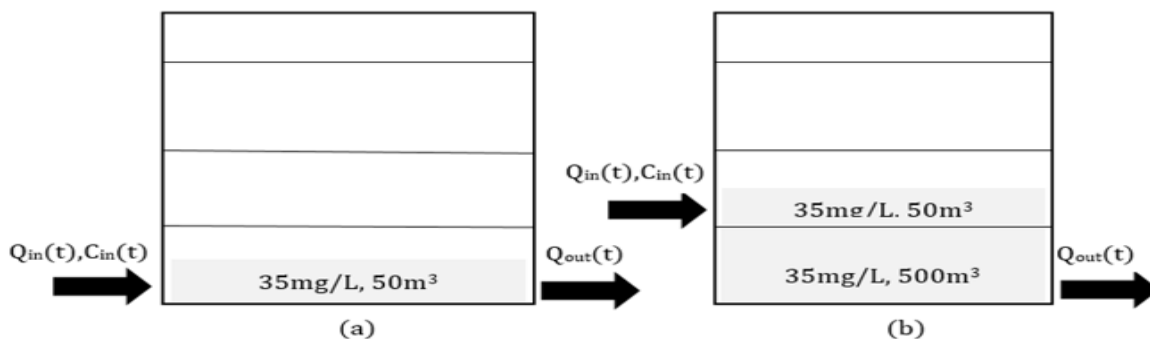 Qin(t),Cin(t)
35mg/L, 50m³
Qout(t)
(a)
Qin(t),Cin(t)
35mg/L. 50m³
35mg/L, 500m³
Qout(t)
(b)